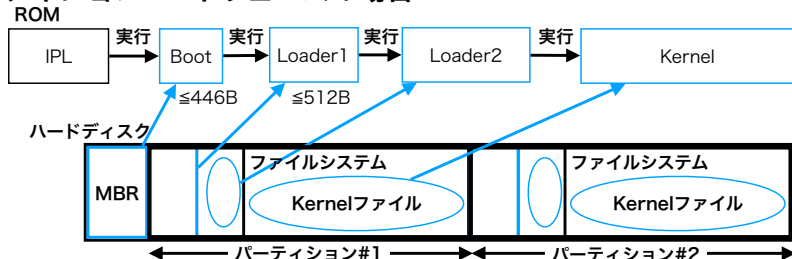 ROM
IPL 実行 Boot 実行 Loader1 実行 Loader2 実行 Kernel
≦446B ≦512B
ハードディスク
MBR ファイルシステム ファイルシステム
Kernelファイル Kernelファイル
パーティション#1 パーティション#2